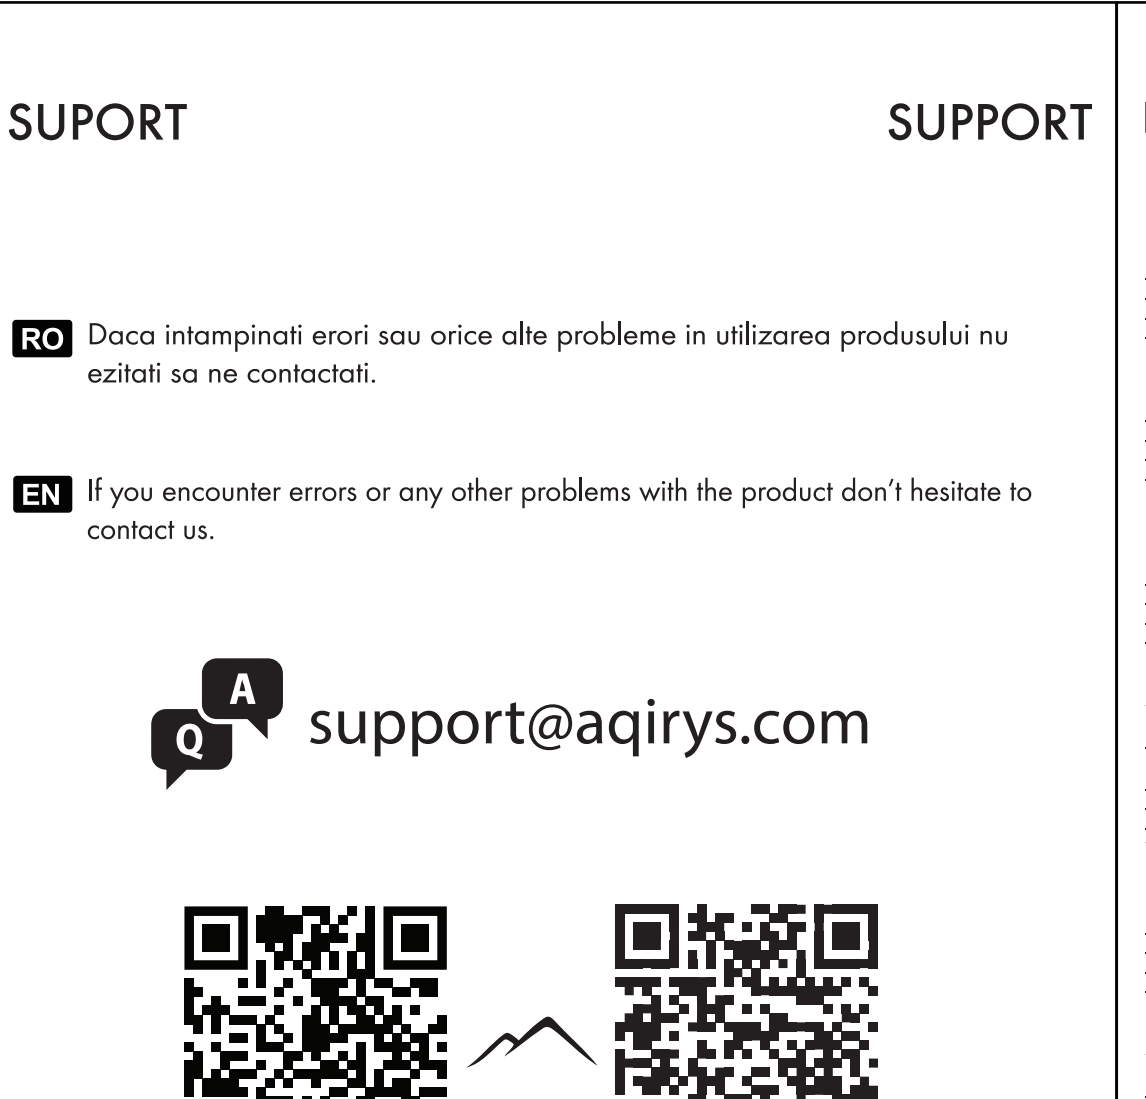 SUPORT
SUPPORT
RO Daca intampinati erori sau orice alte probleme in utilizarea produsului nu
ezitati sa ne contactati.
EN If you encounter errors or any other problems with the product don't hesitate to
contact us.
A
Q
support@aqirys.com